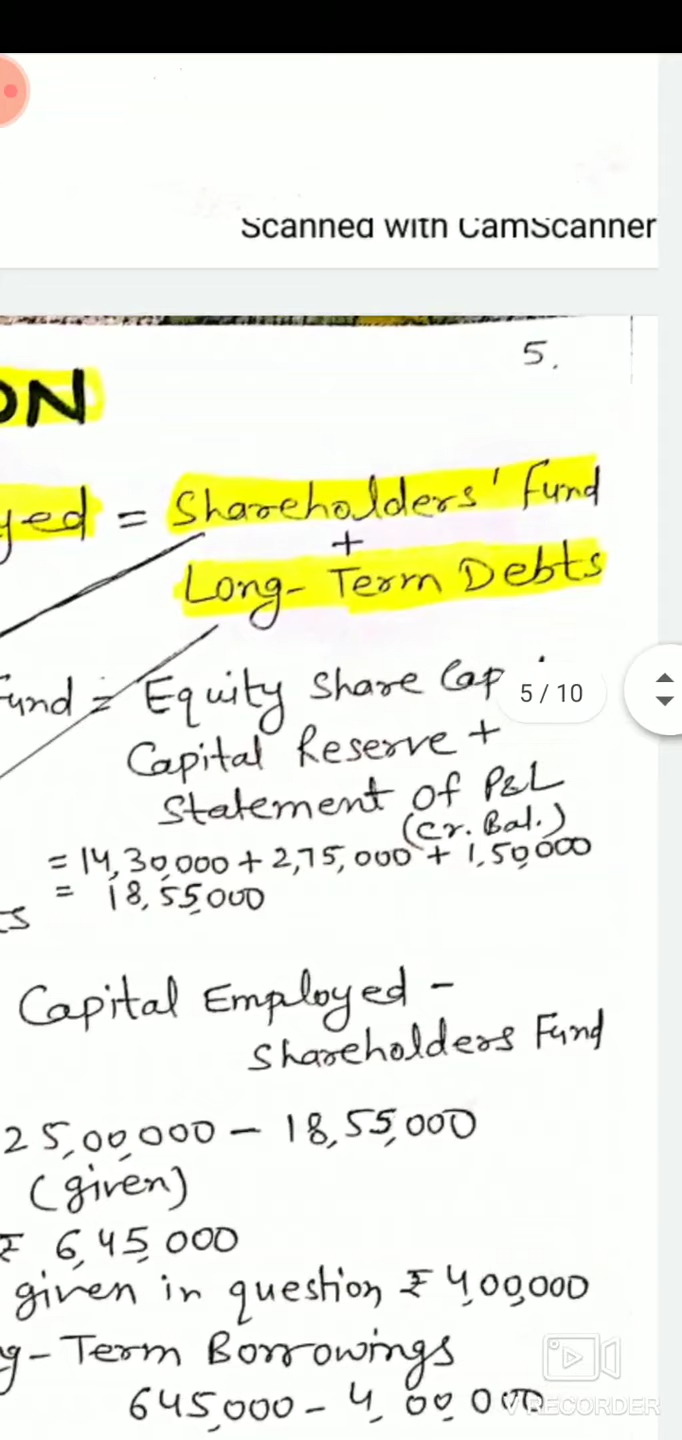 Scanned with CamScanner
5.
ON
yed = Shareholders' Fund
+
Long-Term Debts
Fund = Equity Share Cap
5 / 10
Capital Reserve +
Statement of P&L
(Cr. Bal.)
= 14,30,000 + 2,75,000 + 1,50,000
= 18,55,000
ts
Capital Employed -
Shareholders Fund
25,00,000 - 18,55,000
(given)
₹ 6,45,000
given in question ₹ 4,00,000
g-Term Borrowings
645,000 - 4,00,000
V RECORDER